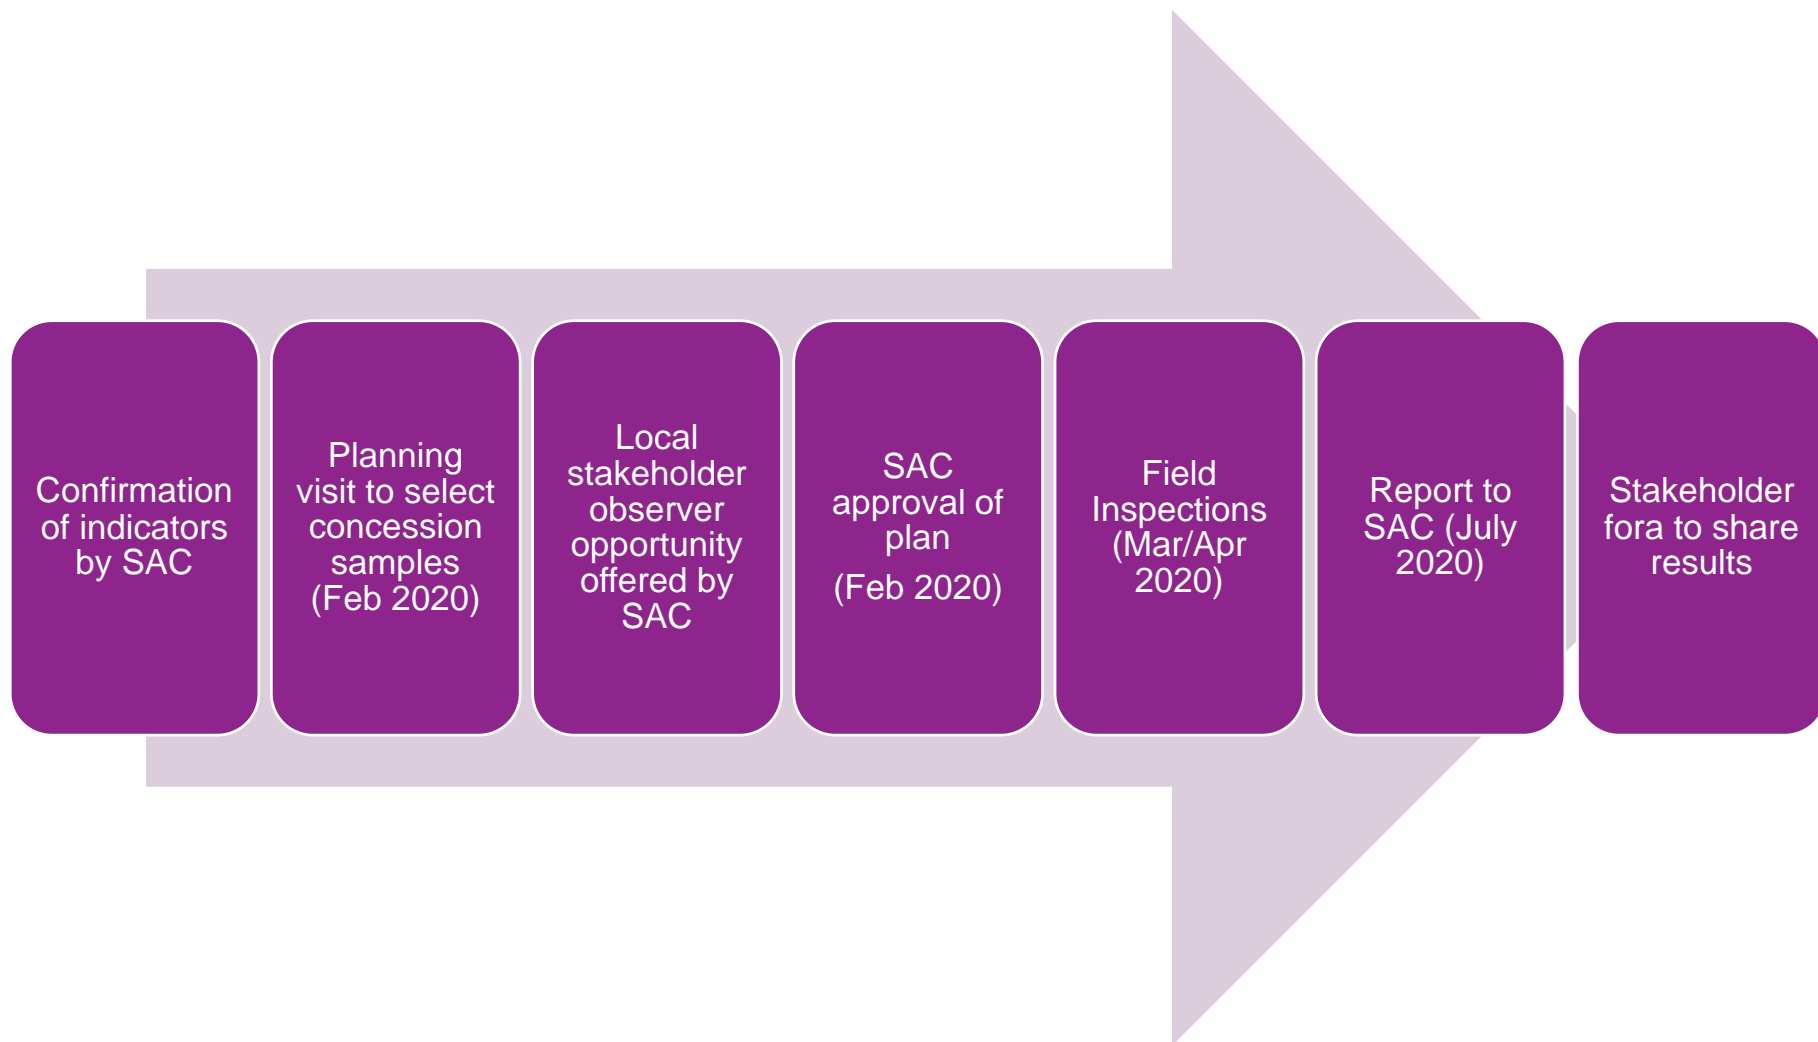 Confirmation
of indicators
by SAC
Planning
visit to select
concession
samples
(Feb 2020)
Local
stakeholder
observer
opportunity
offered by
SAC
SAC
approval of
plan
(Feb 2020)
Field
Inspections
(Mar/Apr
2020)
Report to
SAC (July
2020)
Stakeholder
fora to share
results